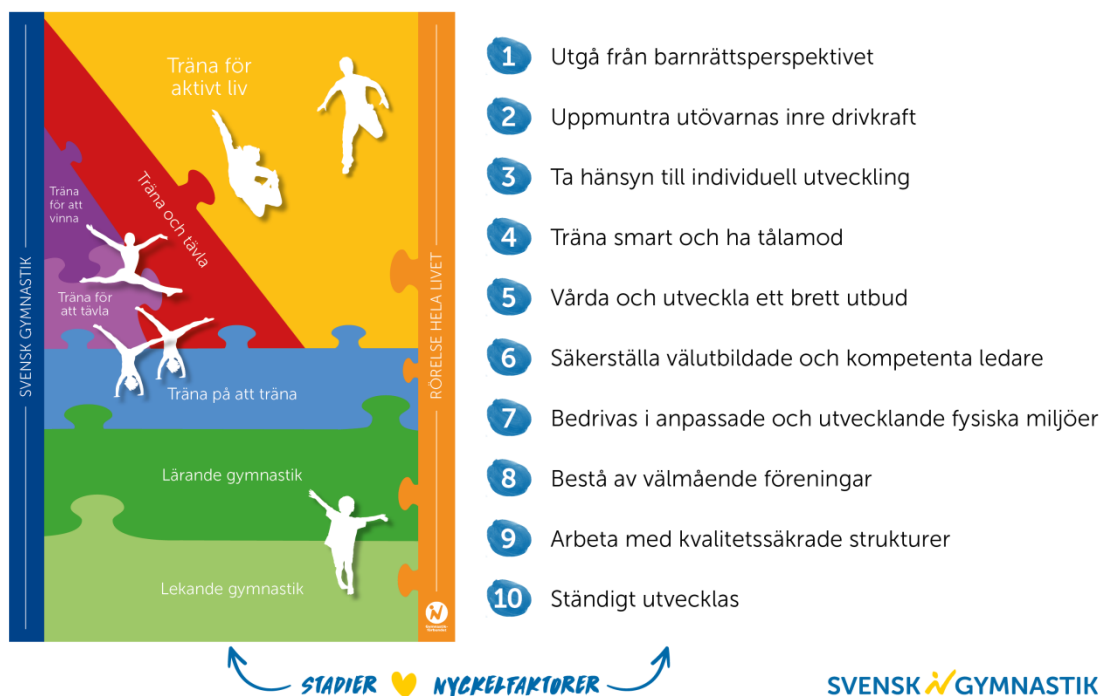 SVENSK GYMNASTIK
Träna för
aktivt liv
Träna
för att
vinna
Träna och tävla
Träna för
att tävla
Träna på att träna
Lärande gymnastik
Lekande gymnastik
RÖRELSE HELA LIVET
Gymnastik-
förbundet
1 Utgå från barnrättsperspektivet
2 Uppmuntra utövarnas inre drivkraft
3 Ta hänsyn till individuell utveckling
4 Träna smart och ha tålamod
5 Vårda och utveckla ett brett utbud
6 Säkerställa välutbildade och kompetenta ledare
7 Bedrivas i anpassade och utvecklande fysiska miljöer
8 Bestå av välmående föreningar
9 Arbeta med kvalitetssäkrade strukturer
10 Ständigt utvecklas
STADIER NYCKELFAKTORER
SVENSK GYMNASTIK